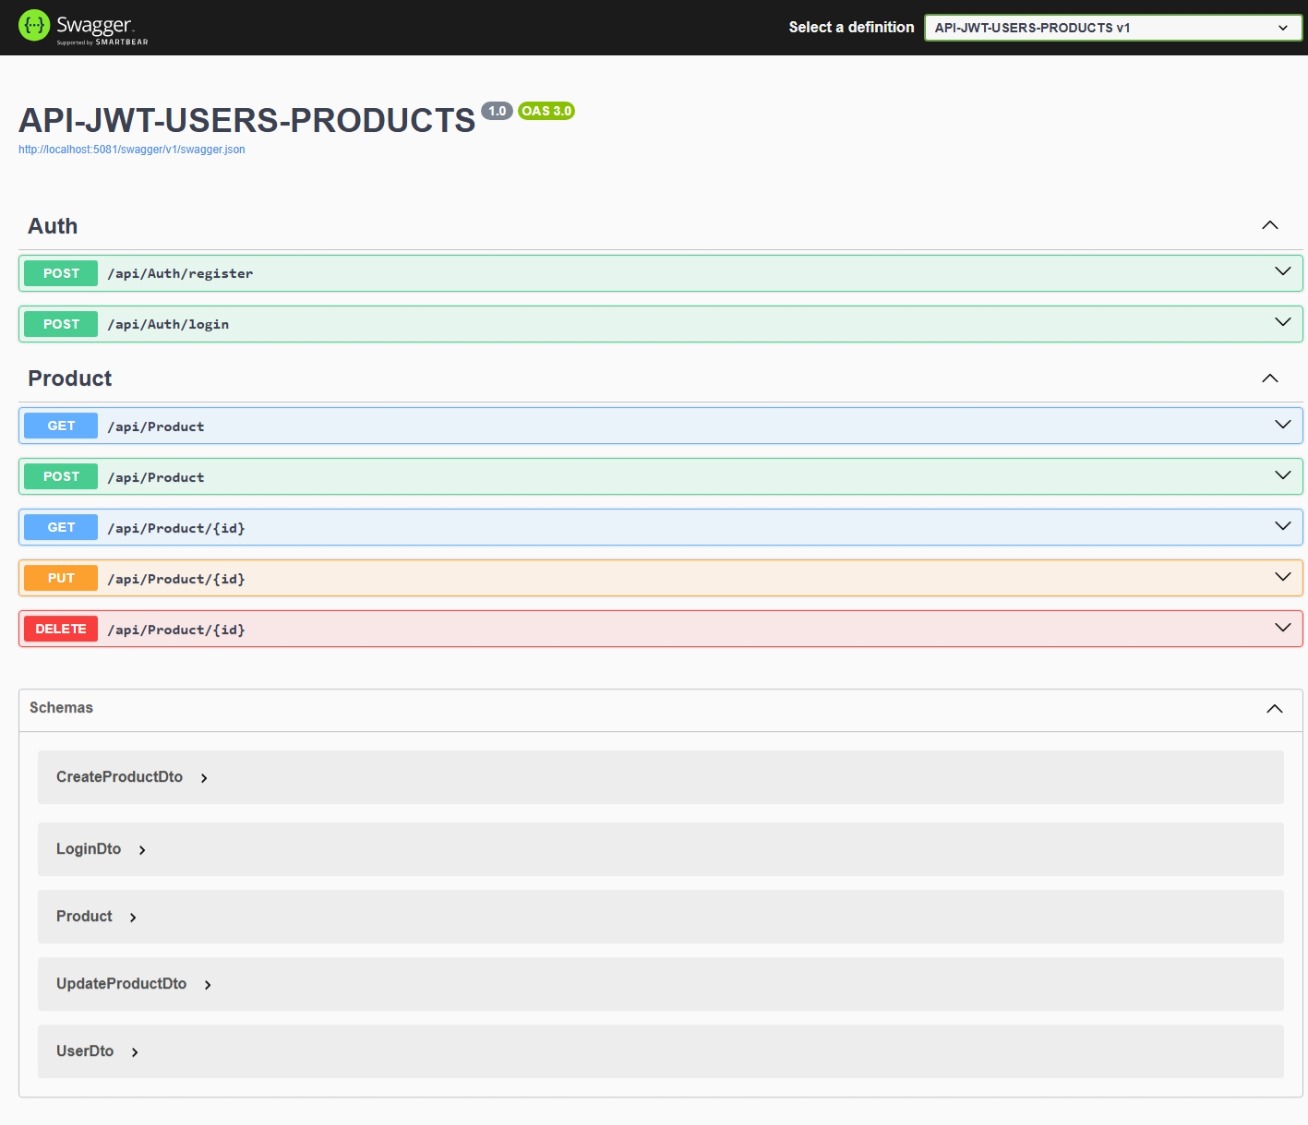 Swagger
Supported by SMARTBEAR
Select a definition
API-JWT-USERS-PRODUCTS v1
API-JWT-USERS-PRODUCTS 1.0 OAS 3.0
http://localhost:5081/swagger/v1/swagger.json
Auth
POST /api/Auth/register
POST /api/Auth/login
Product
GET /api/Product
POST /api/Product
GET /api/Product/{id}
PUT /api/Product/{id}
DELETE /api/Product/{id}
Schemas
CreateProductDto
LoginDto
Product
UpdateProductDto
UserDto